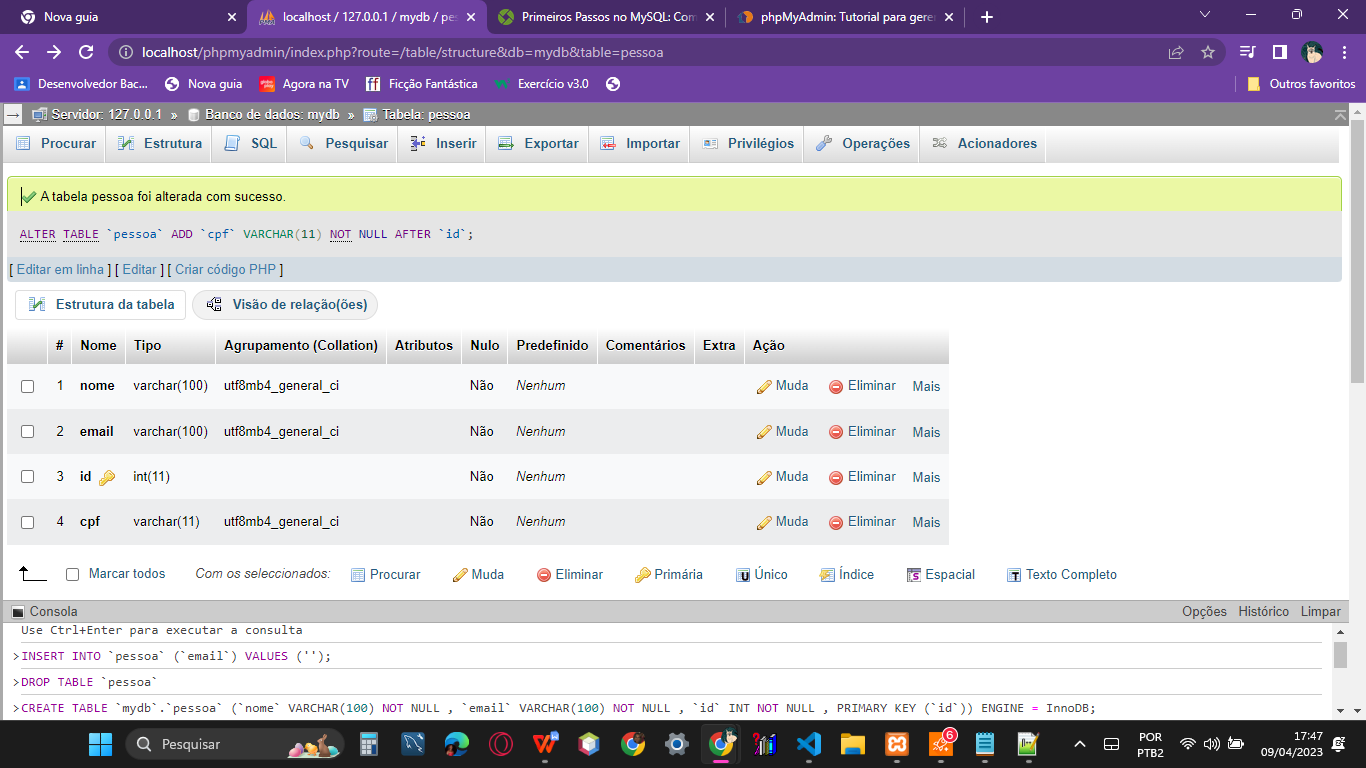 Nova guia
localhost / 127.0.0.1 / mydb / pes
Primeiros Passos no MySQL: Com
phpMyAdmin: Tutorial para geren
localhost/phpmyadmin/index.php?route=/table/structure&db=mydb&table=pessoa
Desenvolvedor Bac...
Nova guia
Agora na TV
Ficção Fantástica
Exercício v3.0
Outros favoritos
Servidor: 127.0.0.1 » Banco de dados: mydb » Tabela: pessoa
Procurar Estrutura SQL Pesquisar Inserir Exportar Importar Privilégios Operações Acionadores
A tabela pessoa foi alterada com sucesso.
ALTER TABLE `pessoa` ADD `cpf` VARCHAR(11) NOT NULL AFTER `id`;
[ Editar em linha ] [ Editar ] [ Criar código PHP ]
Estrutura da tabela Visão de relação(ões)
# Nome Tipo Agrupamento (Collation) Atributos Nulo Predefinido Comentários Extra Ação
1 nome varchar(100) utf8mb4_general_ci Não Nenhum Muda Eliminar Mais
2 email varchar(100) utf8mb4_general_ci Não Nenhum Muda Eliminar Mais
3 id int(11) Não Nenhum Muda Eliminar Mais
4 cpf varchar(11) utf8mb4_general_ci Não Nenhum Muda Eliminar Mais
Marcar todos Com os seleccionados: Procurar Muda Eliminar Primária Único Índice Espacial Texto Completo
Consola Opções Histórico Limpar
Use Ctrl+Enter para executar a consulta
>INSERT INTO `pessoa` (`email`) VALUES ('');
>DROP TABLE `pessoa`
>CREATE TABLE `mydb`.`pessoa` (`nome` VARCHAR(100) NOT NULL , `email` VARCHAR(100) NOT NULL , `id` INT NOT NULL , PRIMARY KEY (`id`)) ENGINE = InnoDB;
Pesquisar
6
POR
PTB2
17:47
09/04/2023